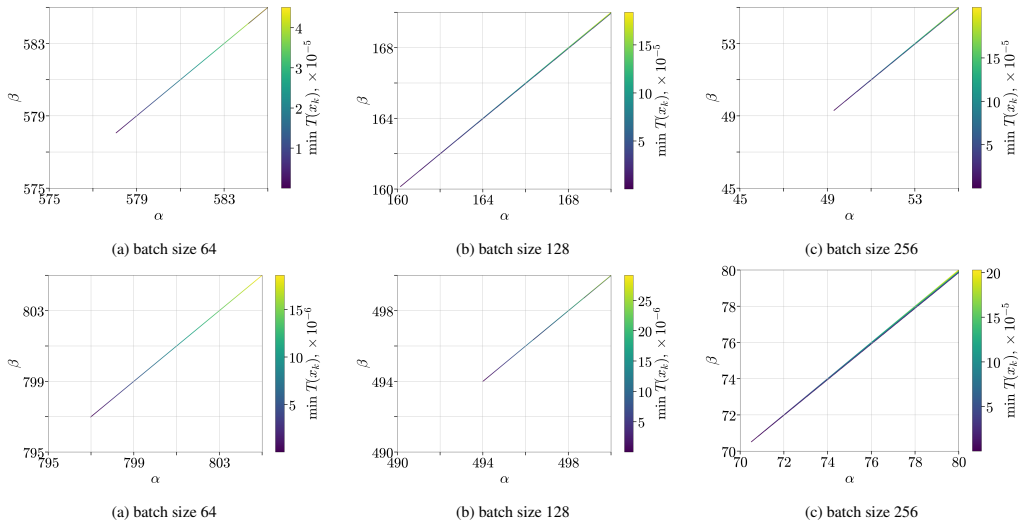 583
579
575
575
579
583
β
α
4
3
2
1
min T(x_k), × 10⁻⁵
(a) batch size 64
168
164
160
160
164
168
β
α
15
10
5
min T(x_k), × 10⁻⁵
(b) batch size 128
53
49
45
45
49
53
β
α
15
10
5
min T(x_k), × 10⁻⁵
(c) batch size 256
803
799
795
795
799
803
β
α
15
10
5
min T(x_k), × 10⁻⁶
(a) batch size 64
498
494
490
490
494
498
β
α
25
20
15
10
5
min T(x_k), × 10⁻⁶
(b) batch size 128
80
78
76
74
72
70
70
72
74
76
78
80
β
α
20
15
10
5
min T(x_k), × 10⁻⁵
(c) batch size 256